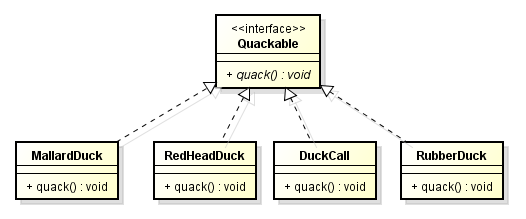 <<interface>>
Quackable
+ quack() : void
MallardDuck
RedHeadDuck
DuckCall
RubberDuck
+ quack() : void
+ quack() : void
+ quack() : void
+ quack() : void